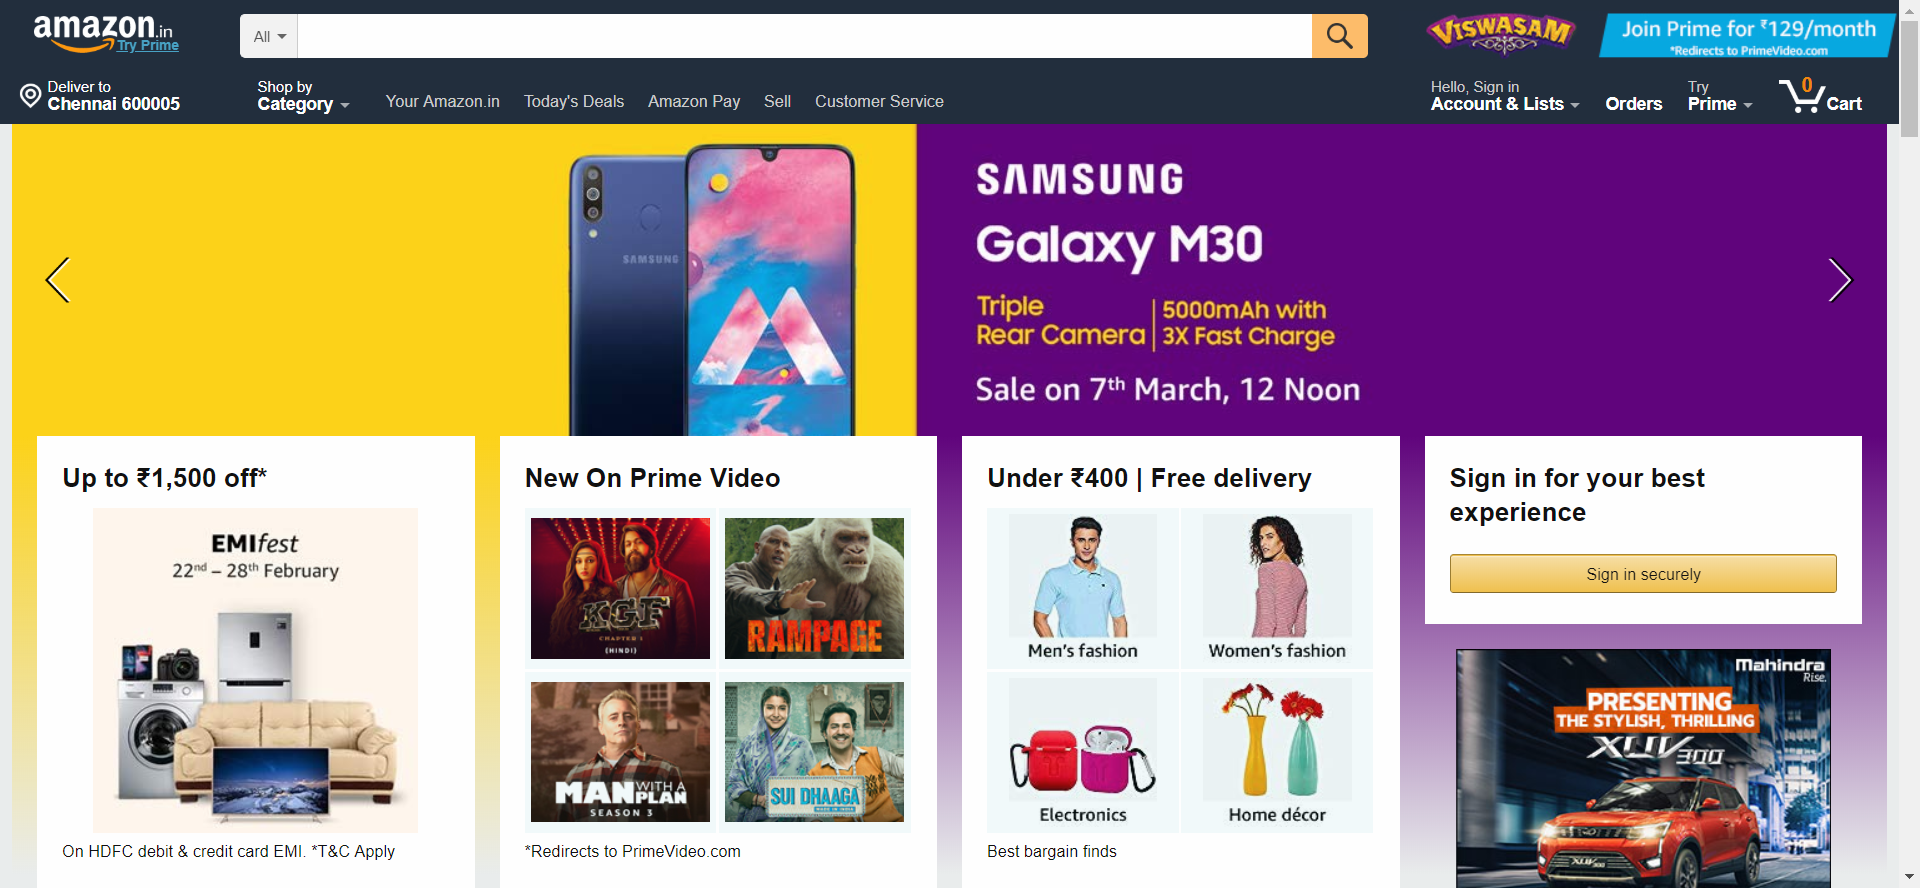 amazon.in
Try Prime
All
VISWASAM
Join Prime for ₹129/month
*Redirects to PrimeVideo.com
Deliver to
Chennai 600005
Shop by
Category
Your Amazon.in
Today's Deals
Amazon Pay
Sell
Customer Service
Hello, Sign in
Account & Lists
Orders
Try
Prime
0
Cart
SAMSUNG
SAMSUNG
Galaxy M30
Triple
Rear Camera
5000mAh with
3X Fast Charge
Sale on 7th March, 12 Noon
Up to ₹1,500 off*
EMIfest
22nd – 28th February
On HDFC debit & credit card EMI. *T&C Apply
New On Prime Video
KGF
CHAPTER 1
(HINDI)
RAMPAGE
MAN WITH A PLAN
SEASON 3
SUI DHAAGA
MADE IN INDIA
*Redirects to PrimeVideo.com
Under ₹400 | Free delivery
Men's fashion
Women's fashion
Electronics
Home décor
Best bargain finds
Sign in for your best
experience
Sign in securely
Mahindra
Rise.
PRESENTING
THE STYLISH, THRILLING
XUV300
XUV300